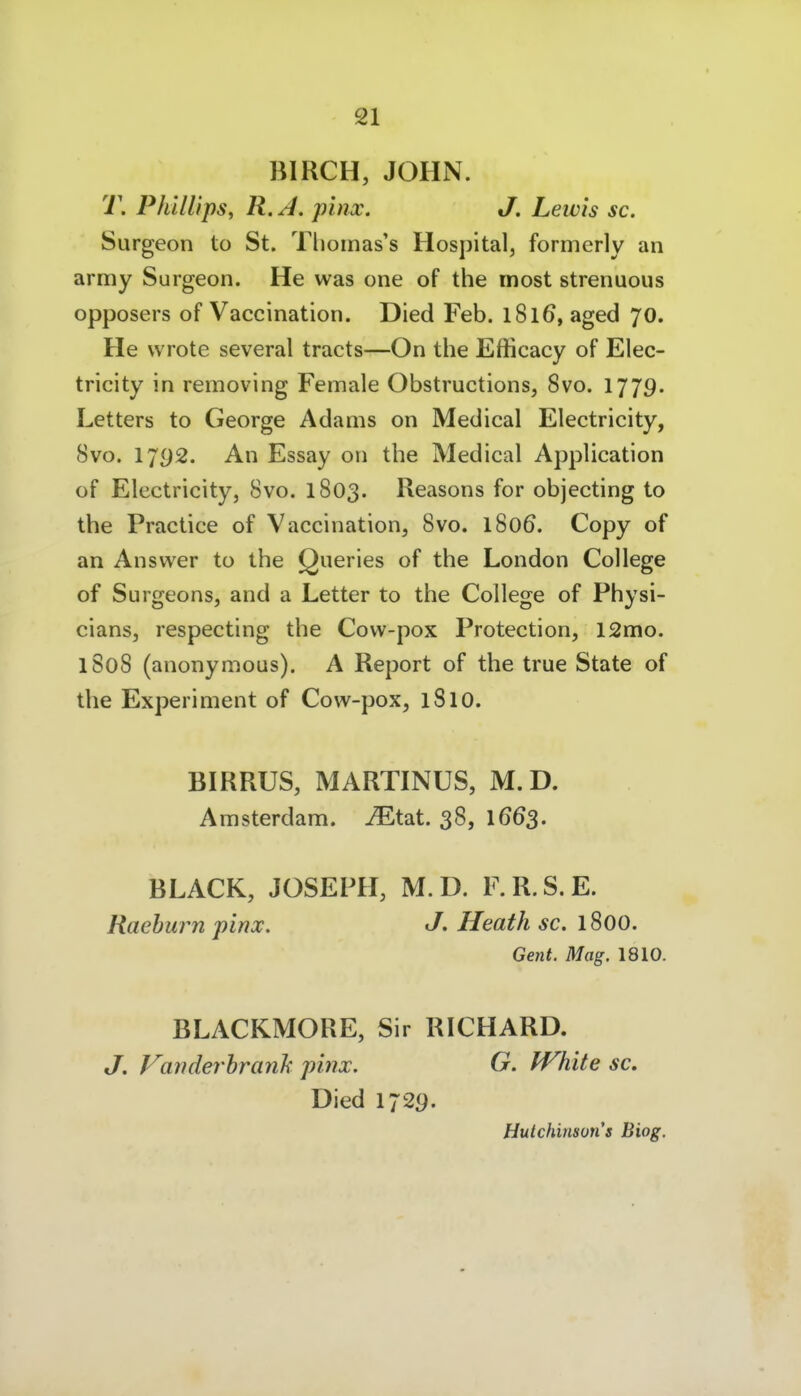 21
BIRCH, JOHN.
T. Phillips, R.A. pinx. J. Lewis sc.
Surgeon to St. Thomas's Hospital, formerly an
army Surgeon. He was one of the most strenuous
opposers of Vaccination. Died Feb. 1816, aged 70.
He wrote several tracts—On the Efficacy of Elec-
tricity in removing Female Obstructions, 8vo. 1779.
Letters to George Adams on Medical Electricity,
8vo. 1792. An Essay on the Medical Application
of Electricity, 8vo. 1803. Reasons for objecting to
the Practice of Vaccination, 8vo. 1806. Copy of
an Answer to the Queries of the London College
of Surgeons, and a Letter to the College of Physi-
cians, respecting the Cow-pox Protection, 12mo.
1808 (anonymous). A Report of the true State of
the Experiment of Cow-pox, 1810.
BIRRUS, MARTINUS, M.D.
Amsterdam. Ætat. 38, 1663.
BLACK, JOSEPH, M.D. F.R.S.E.
Raeburn pinx. J. Heath sc. 1800.
Gent. Mag. 1810.
BLACKMORE, Sir RICHARD.
J. Vanderbrank pinx. G. White sc.
Died 1729.
Hutchinson's Biog.